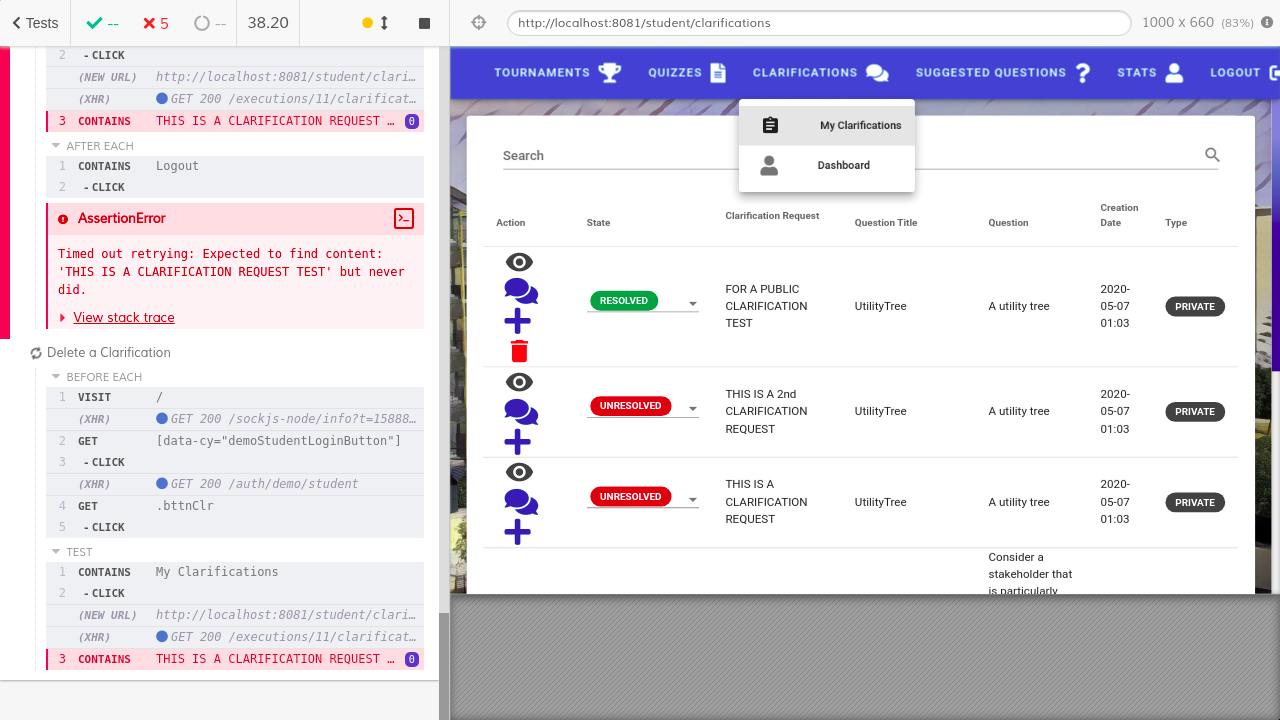 Tests
--
5
--
38.20
http://localhost:8081/student/clarifications
1000 x 660 (83%)
2 - CLICK
(NEW URL) http://localhost:8081/student/clari…
(XHR) GET 200 /executions/11/clarificat…
3 CONTAINS THIS IS A CLARIFICATION REQUEST … 0
AFTER EACH
1 CONTAINS Logout
2 - CLICK
AssertionError
Timed out retrying: Expected to find content:
'THIS IS A CLARIFICATION REQUEST TEST' but never
did.
View stack trace
Delete a Clarification
BEFORE EACH
1 VISIT /
(XHR) GET 200 /sockjs-node/info?t=15888…
2 GET [data-cy="demoStudentLoginButton"]
3 - CLICK
(XHR) GET 200 /auth/demo/student
4 GET .bttnClr
5 - CLICK
TEST
1 CONTAINS My Clarifications
2 - CLICK
(NEW URL) http://localhost:8081/student/clari…
(XHR) GET 200 /executions/11/clarificat…
3 CONTAINS THIS IS A CLARIFICATION REQUEST … 0
TOURNAMENTS QUIZZES CLARIFICATIONS SUGGESTED QUESTIONS STATS LOGOUT
My Clarifications
Dashboard
Search
Action State Clarification Request Question Title Question Creation Date Type
RESOLVED
FOR A PUBLIC
CLARIFICATION
TEST
UtilityTree
A utility tree
2020-
05-07
01:03
PRIVATE
UNRESOLVED
THIS IS A 2nd
CLARIFICATION
REQUEST
UtilityTree
A utility tree
2020-
05-07
01:03
PRIVATE
UNRESOLVED
THIS IS A
CLARIFICATION
REQUEST
UtilityTree
A utility tree
2020-
05-07
01:03
PRIVATE
Consider a
stakeholder that
is particularly